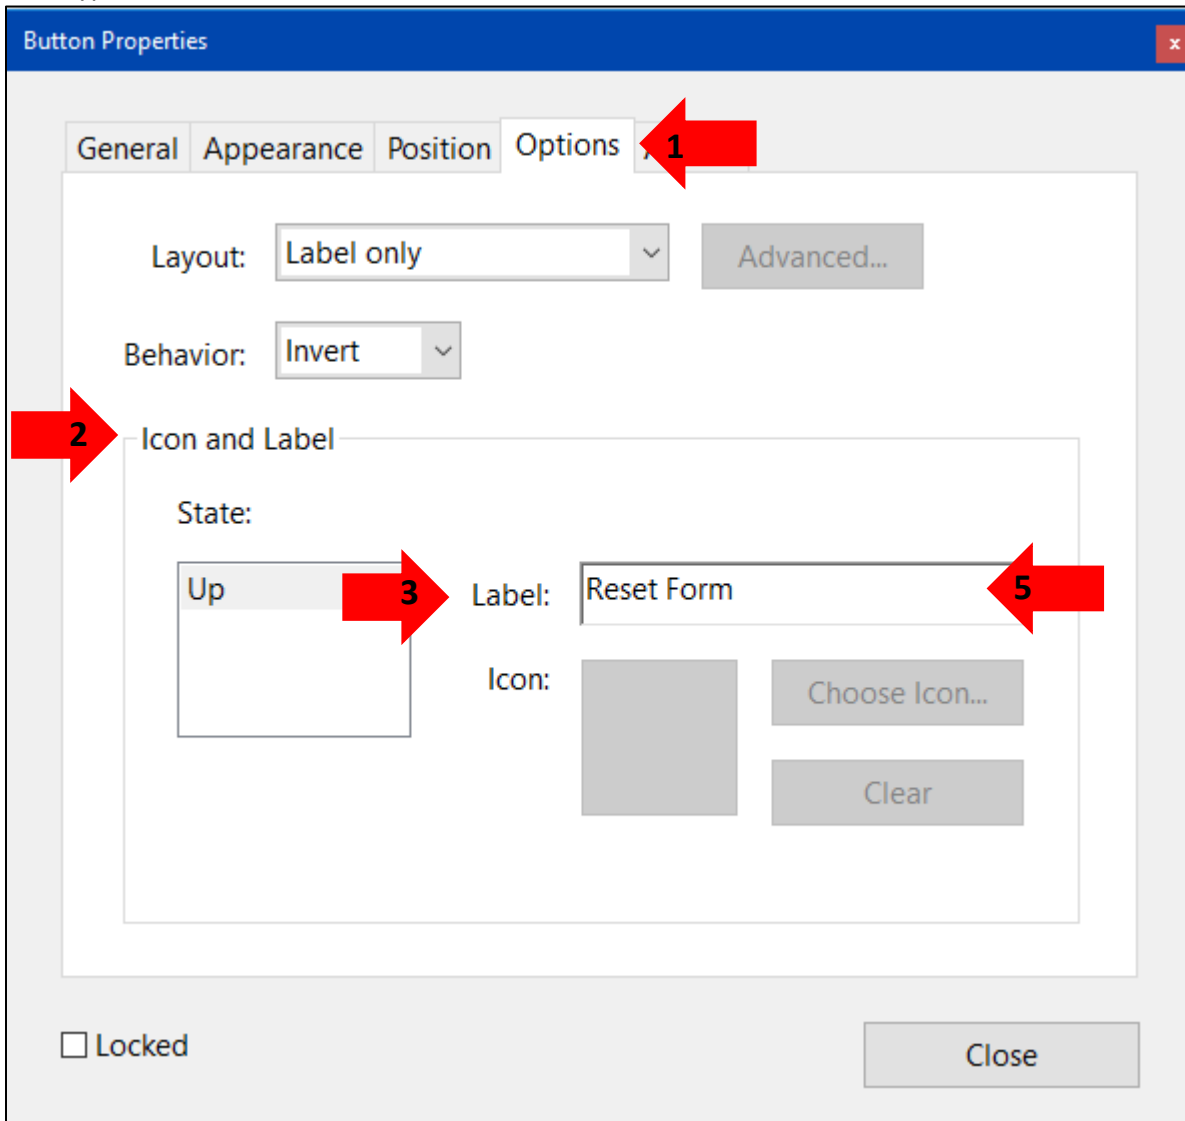 Button Properties
x
General Appearance Position Options 1
Layout: Label only Advanced...
Behavior: Invert
2 Icon and Label
State:
Up 3 Label: Reset Form 5
Icon: Choose Icon...
Clear
Locked Close